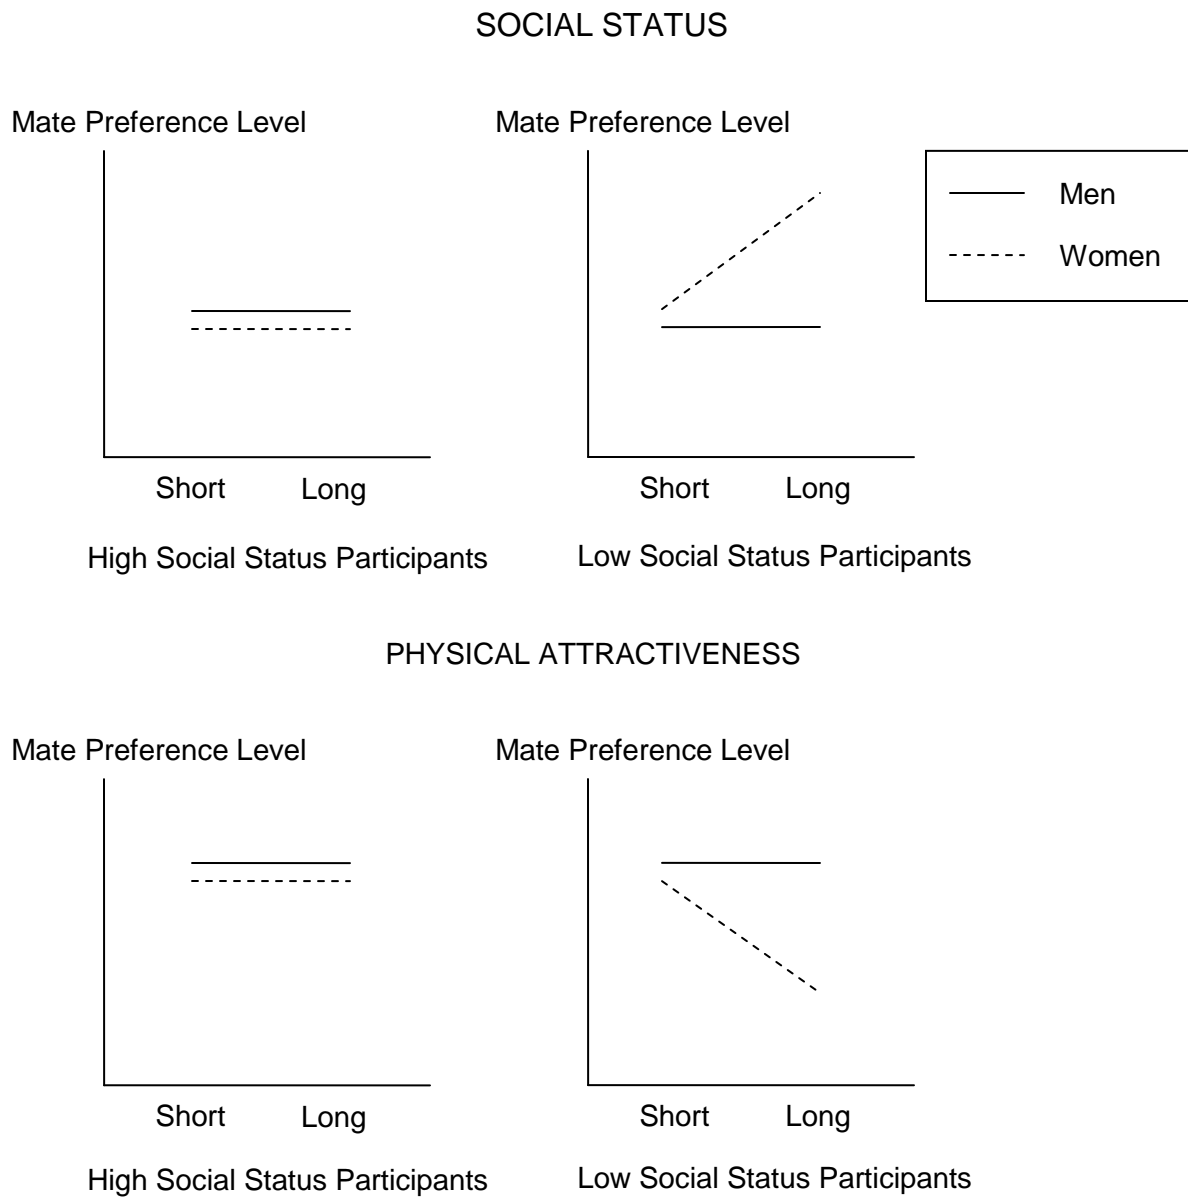 SOCIAL STATUS
Mate Preference Level
Mate Preference Level
Men
Women
Short Long
Short Long
High Social Status Participants
Low Social Status Participants
PHYSICAL ATTRACTIVENESS
Mate Preference Level
Mate Preference Level
Short Long
Short Long
High Social Status Participants
Low Social Status Participants